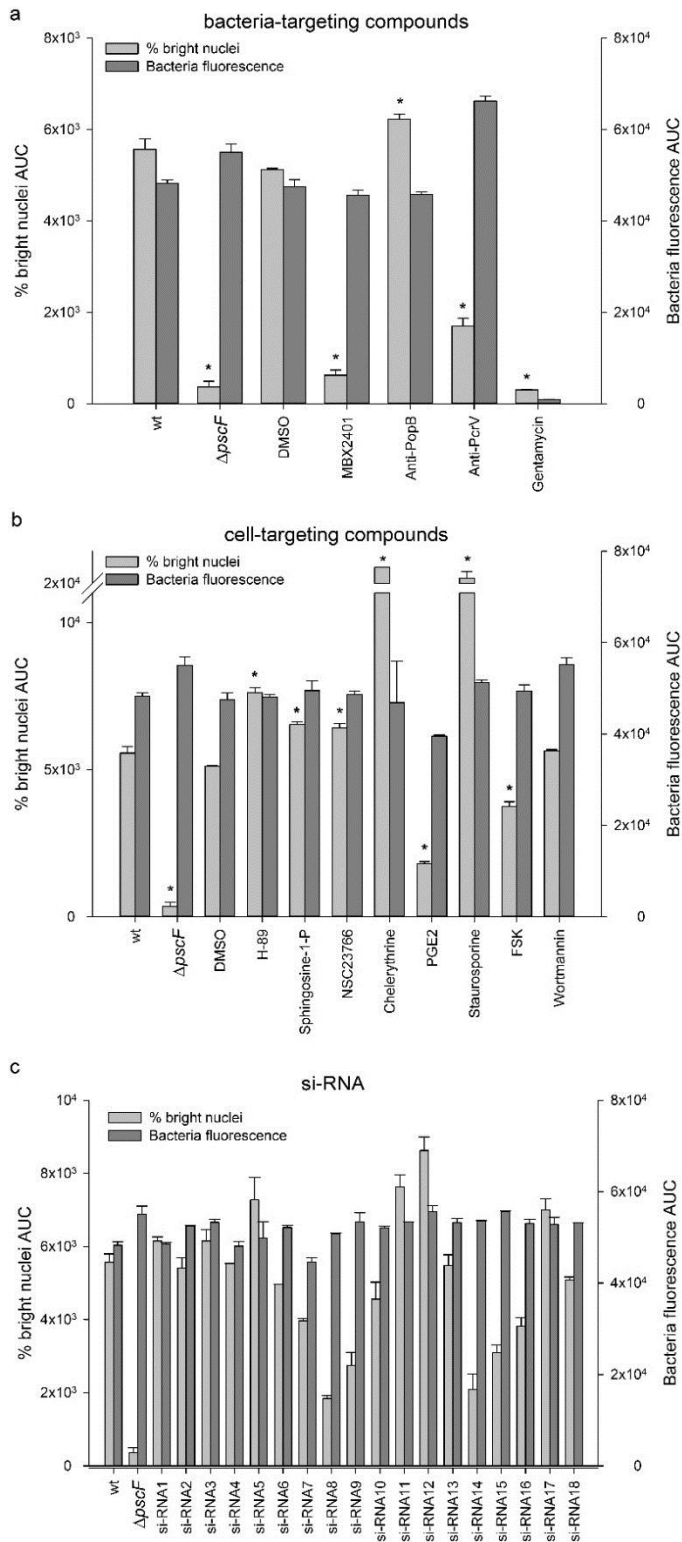 a
bacteria-targeting compounds
% bright nuclei
Bacteria fluorescence
8x10³
6x10³
4x10³
2x10³
0
% bright nuclei AUC
8x10⁴
6x10⁴
4x10⁴
2x10⁴
0
Bacteria fluorescence AUC
* * * * *
wt
ΔpscF
DMSO
MBX2401
Anti-PopB
Anti-PcrV
Gentamycin
b
cell-targeting compounds
% bright nuclei
Bacteria fluorescence
2x10⁴
10⁴
5x10³
0
% bright nuclei AUC
8x10⁴
6x10⁴
4x10⁴
2x10⁴
0
Bacteria fluorescence AUC
* * * * * * * *
wt
ΔpscF
DMSO
H-89
Sphingosine-1-P
NSC23766
Chelerythrine
PGE2
Staurosporine
FSK
Wortmannin
c
si-RNA
% bright nuclei
Bacteria fluorescence
10⁴
8x10³
6x10³
4x10³
2x10³
0
% bright nuclei AUC
8x10⁴
6x10⁴
4x10⁴
2x10⁴
0
Bacteria fluorescence AUC
wt
ΔpscF
si-RNA1
si-RNA2
si-RNA3
si-RNA4
si-RNA5
si-RNA6
si-RNA7
si-RNA8
si-RNA9
si-RNA10
si-RNA11
si-RNA12
si-RNA13
si-RNA14
si-RNA15
si-RNA16
si-RNA17
si-RNA18